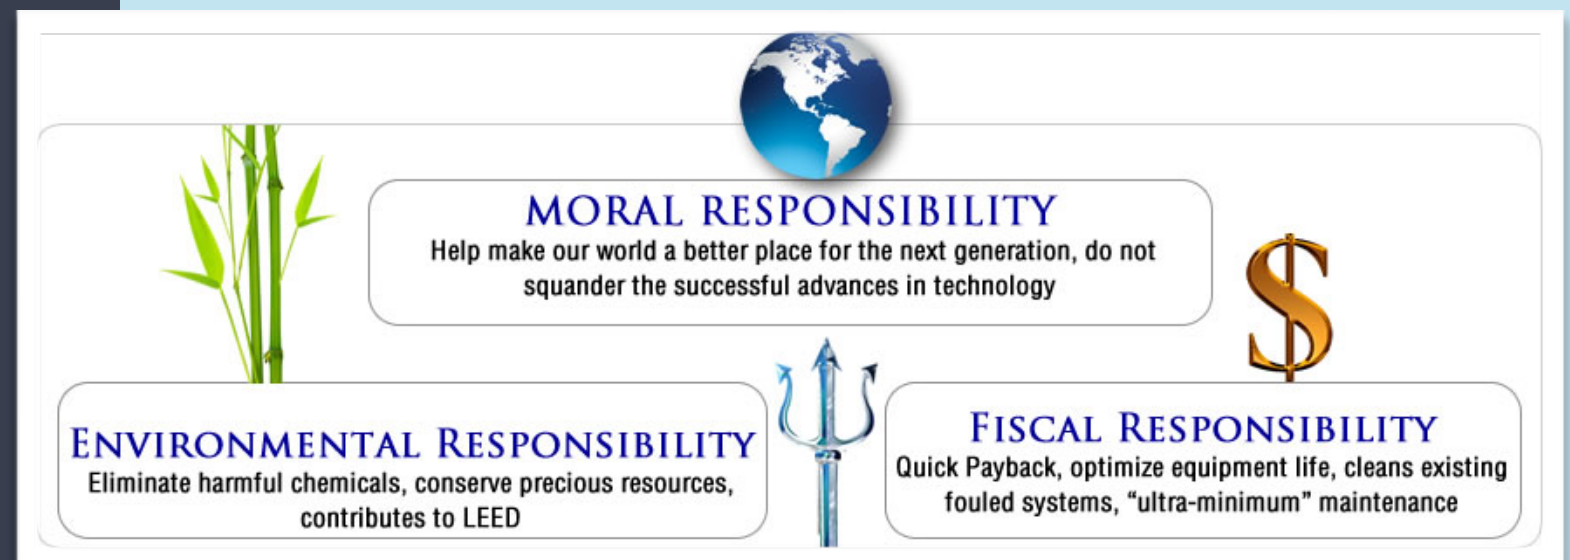 MORAL RESPONSIBILITY
Help make our world a better place for the next generation, do not
squander the successful advances in technology
ENVIRONMENTAL RESPONSIBILITY
Eliminate harmful chemicals, conserve precious resources,
contributes to LEED
FISCAL RESPONSIBILITY
Quick Payback, optimize equipment life, cleans existing
fouled systems, “ultra-minimum” maintenance